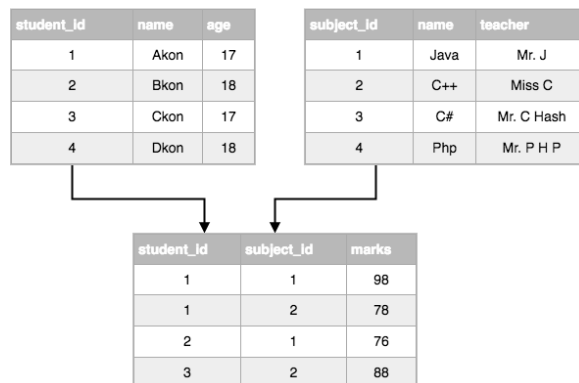 student_id name age
1 Akon 17
2 Bkon 18
3 Ckon 17
4 Dkon 18
subject_id name teacher
1 Java Mr. J
2 C++ Miss C
3 C# Mr. C Hash
4 Php Mr. P H P
student_id subject_id marks
1 1 98
1 2 78
2 1 76
3 2 88